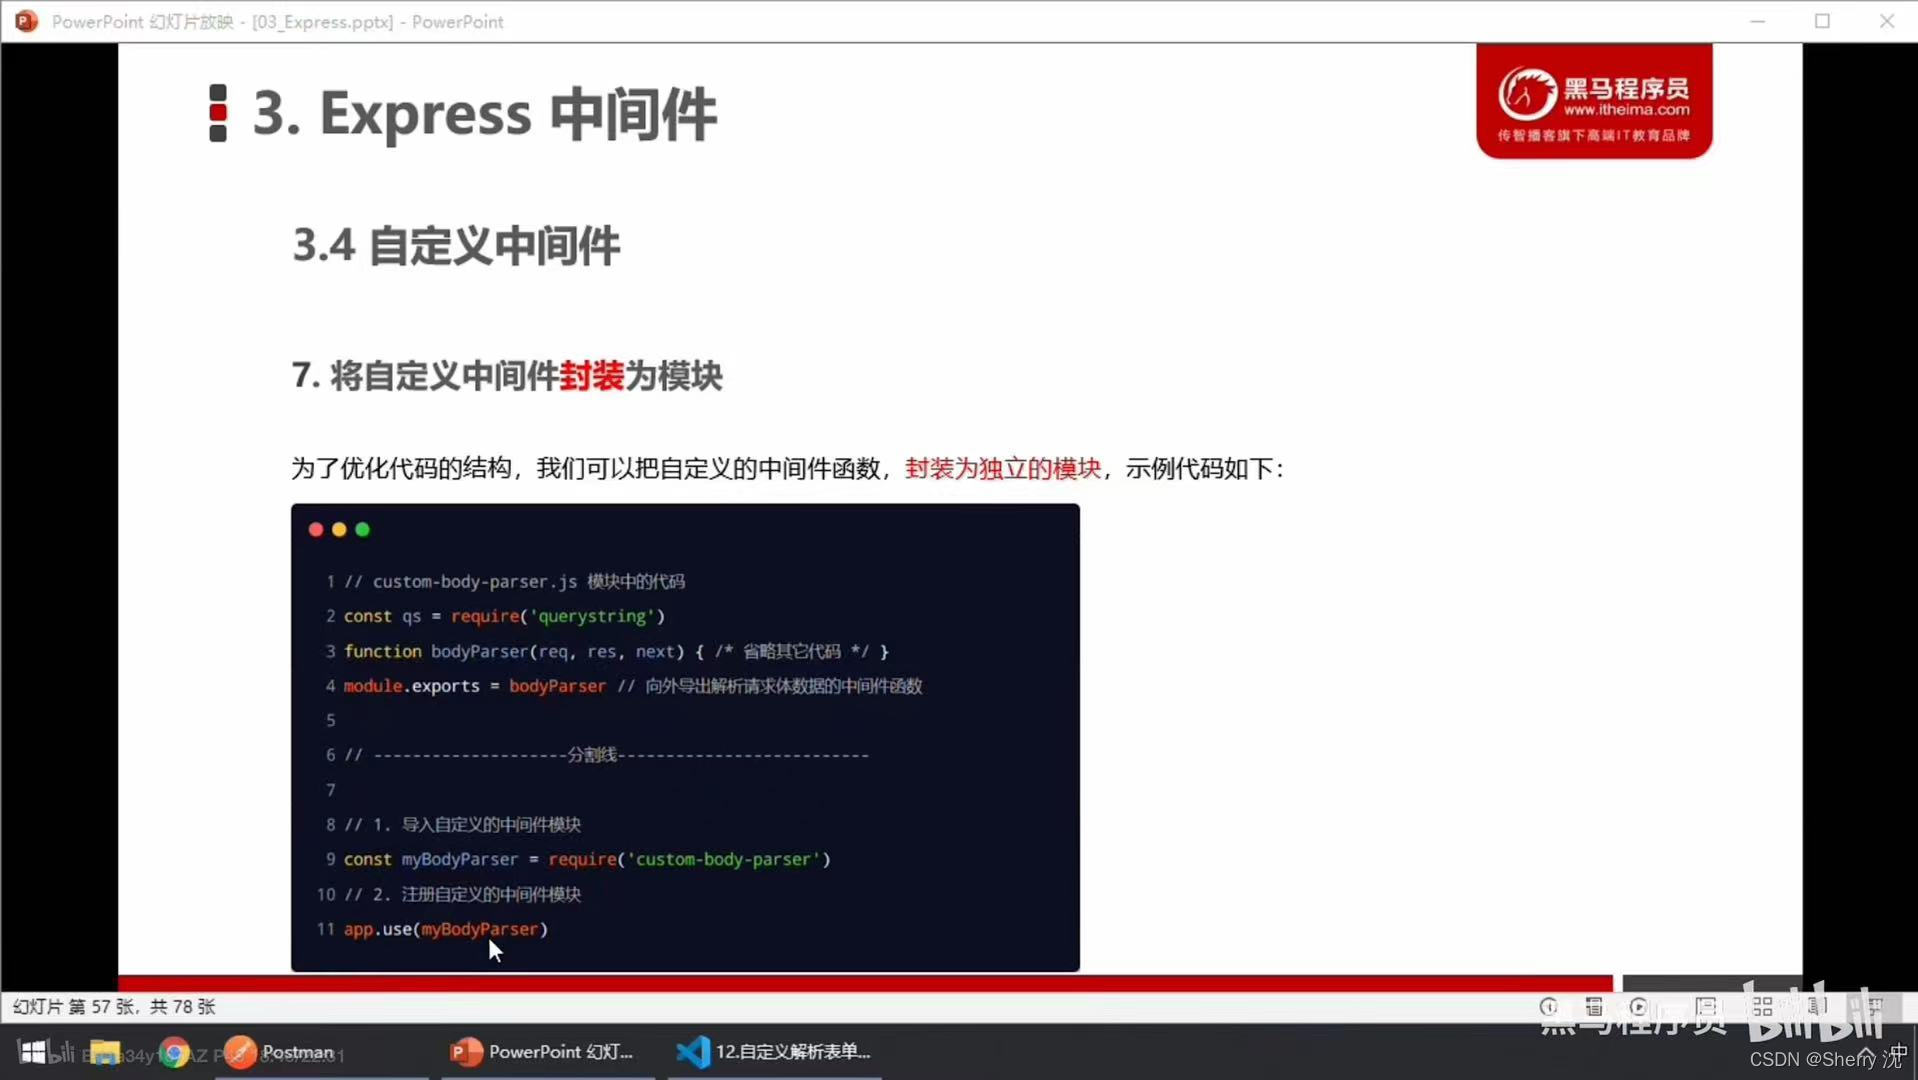 PowerPoint 幻灯片放映 - [03_Express.pptx] - PowerPoint
3. Express 中间件
黑马程序员
www.itheima.com
传智播客旗下高端IT教育品牌
3.4 自定义中间件
7. 将自定义中间件封装为模块
为了优化代码的结构，我们可以把自定义的中间件函数，封装为独立的模块，示例代码如下：
1 // custom-body-parser.js 模块中的代码
2 const qs = require('querystring')
3 function bodyParser(req, res, next) { /* 省略其它代码 */ }
4 module.exports = bodyParser // 向外导出解析请求体数据的中间件函数
5
6 // --------------------分割线--------------------------
7
8 // 1. 导入自定义的中间件模块
9 const myBodyParser = require('custom-body-parser')
10 // 2. 注册自定义的中间件模块
11 app.use(myBodyParser)
幻灯片 第 57 张，共 78 张
黑马程序员 bilibili
Postman
PowerPoint 幻灯...
12.自定义解析表单...
中
CSDN @Sherry 沈